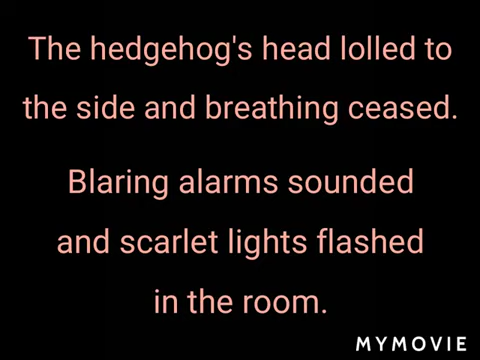 The hedgehog's head lolled to
the side and breathing ceased.
Blaring alarms sounded
and scarlet lights flashed
in the room.
MYMOVIE